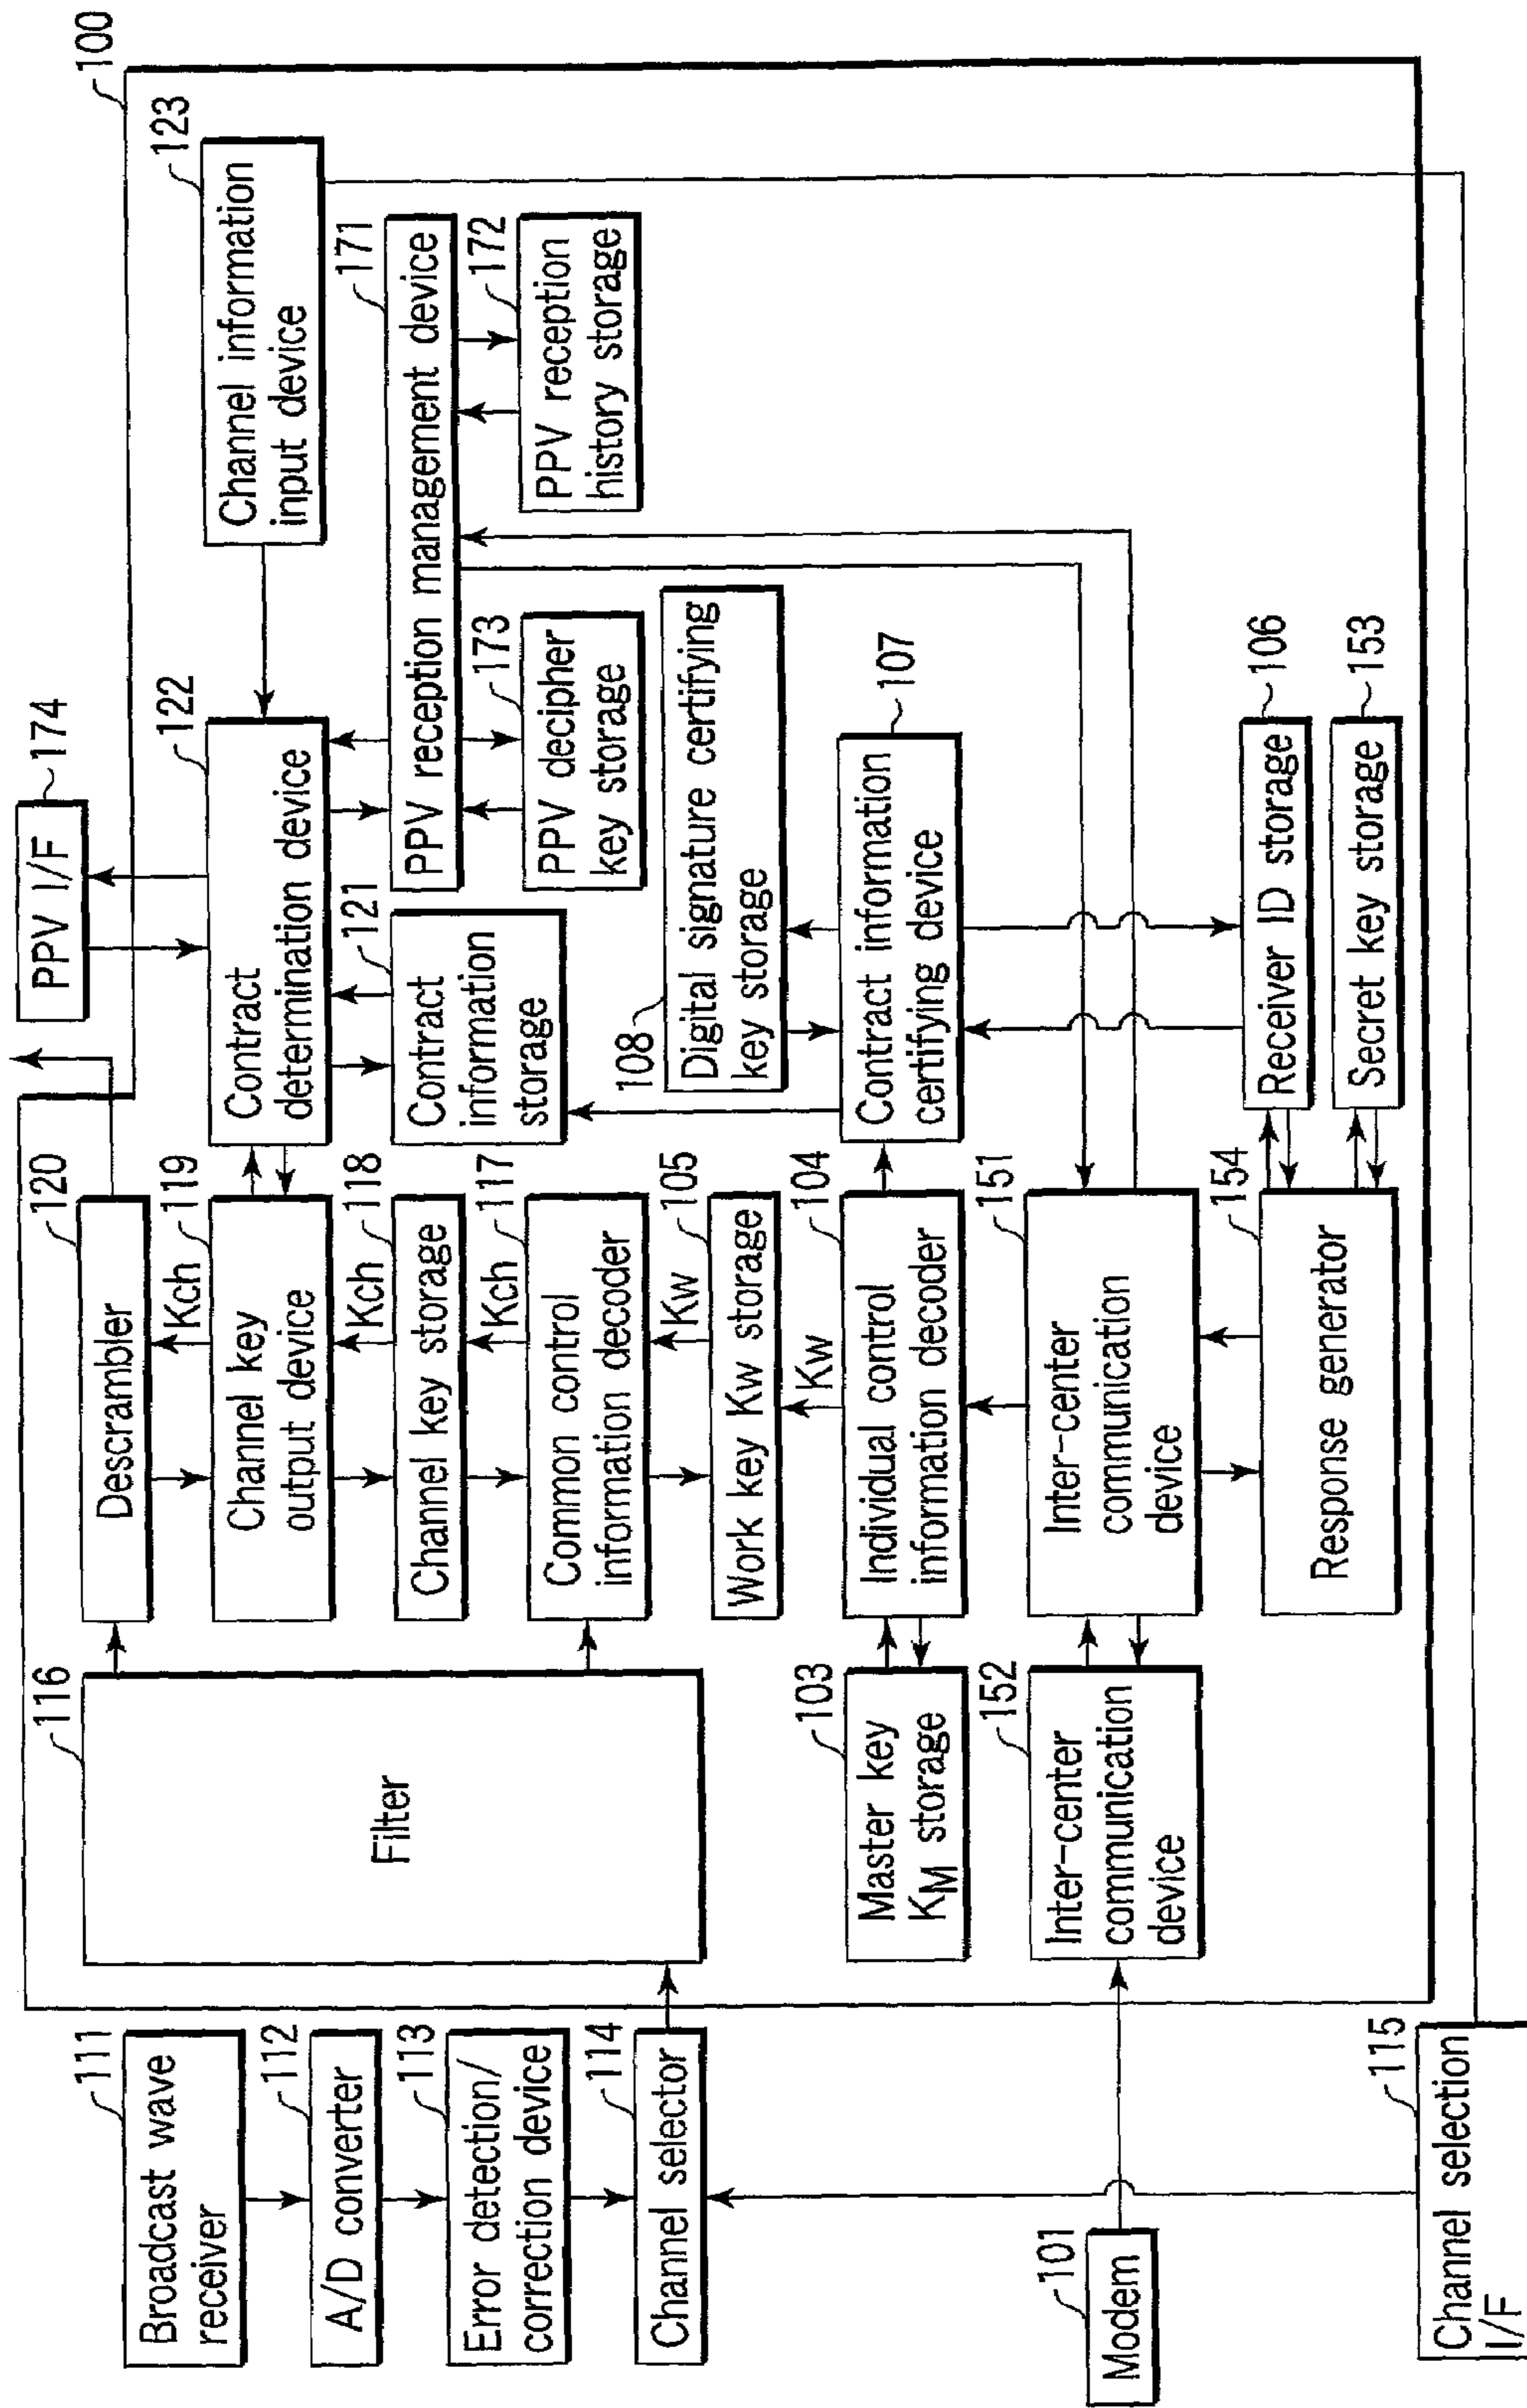 100
Broadcast wave
receiver
111
A/D converter
112
Error detection/
correction device
113
Channel selector
114
Modem
101
Channel selection
I/F
115
Filter
116
Master key
KM storage
103
Inter-center
communication
device
152
Descrambler
120
Kch
Channel key
output device
119
Kch
Channel key storage
118
Kch
Common control
information decoder
117
Kw
Work key Kw storage
105
Kw
Individual control
information decoder
104
Inter-center
communication
device
151
Response generator
154
PPV I/F
174
Contract
determination device
122
Contract
information
storage
121
Channel information
input device
123
PPV reception management device
171
PPV reception
history storage
172
PPV decipher
key storage
173
Digital signature certifying
key storage
108
Contract information
certifying device
107
Receiver ID storage
106
Secret key storage
153